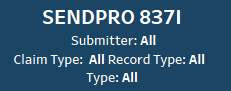 SENDPRO 837I
Submitter: All
Claim Type: All Record Type: All
Type: All